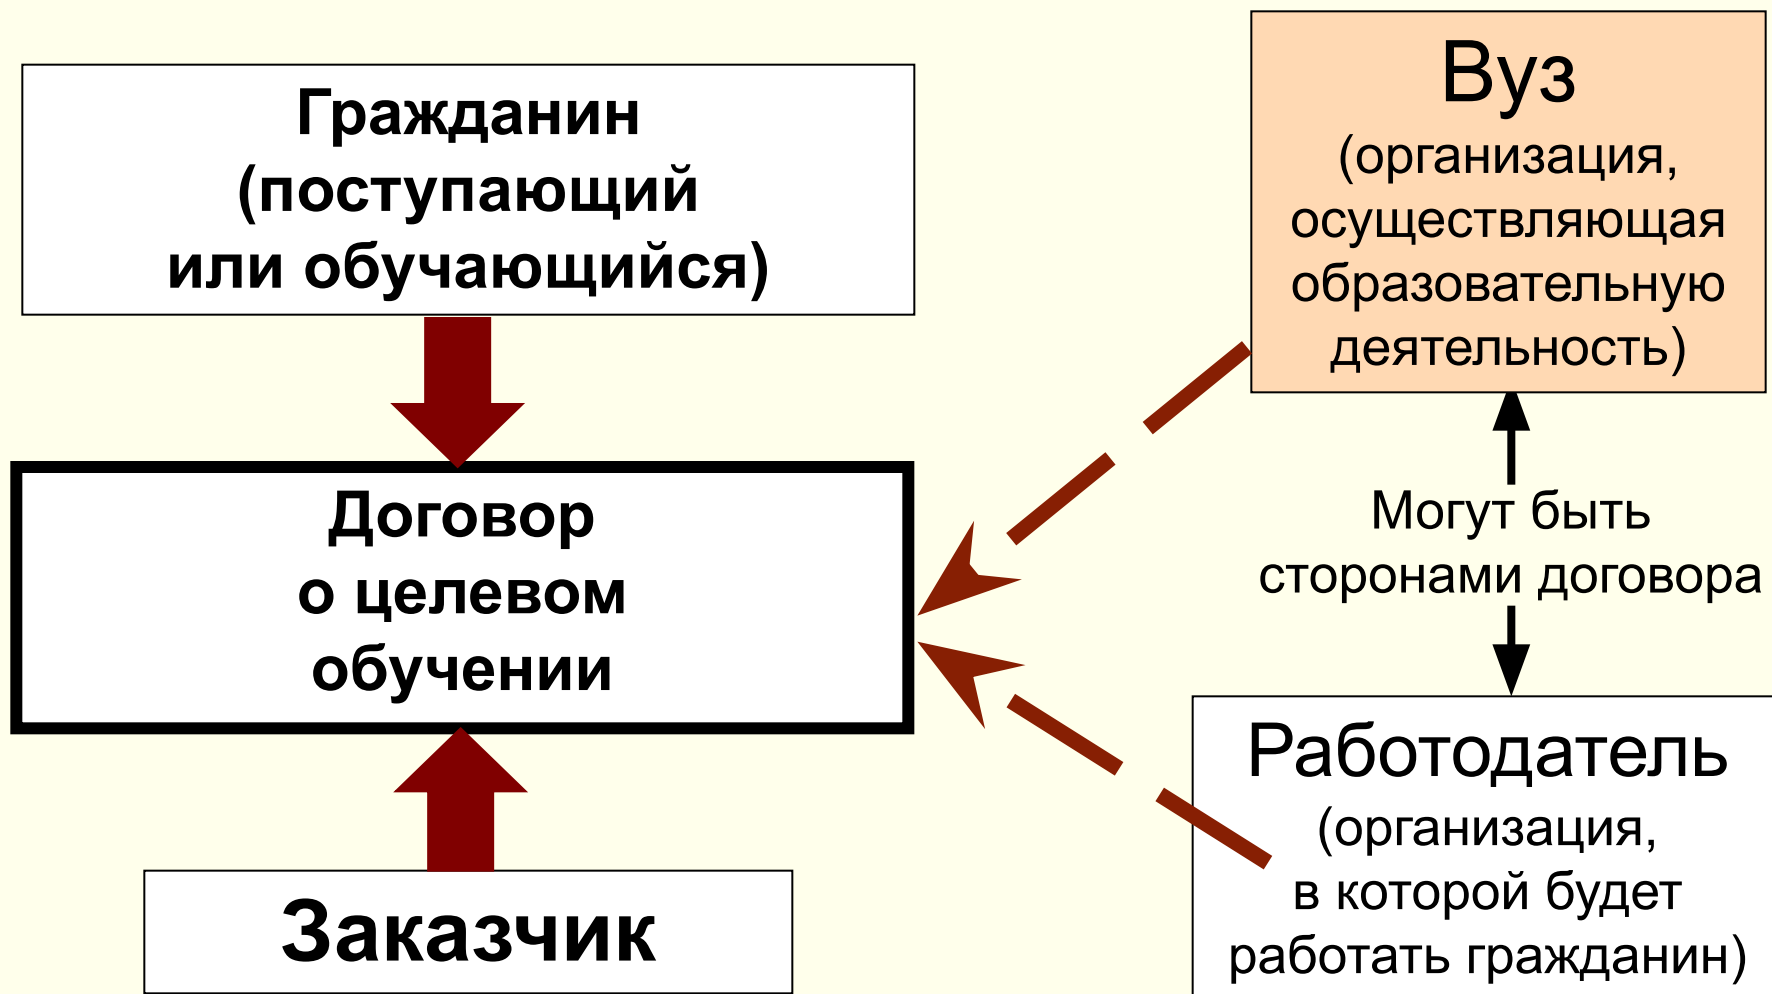 Гражданин
(поступающий
или обучающийся)
Договор
о целевом
обучении
Заказчик
Вуз
(организация,
осуществляющая
образовательную
деятельность)
Могут быть
сторонами договора
Работодатель
(организация,
в которой будет
работать гражданин)